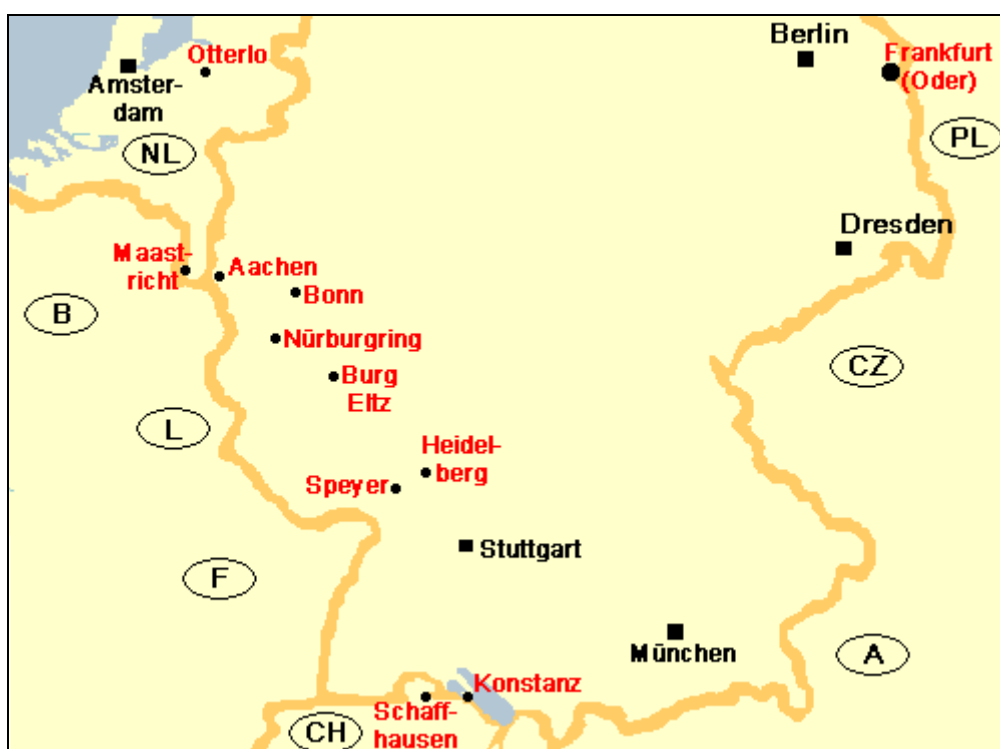 Berlin
Otterlo
Frankfurt
(Oder)
Amster-
dam
NL
PL
Dresden
Maast-
richt
Aachen
Bonn
B
Nürburgring
CZ
Burg
Eltz
L
Heidel-
berg
Speyer
Stuttgart
F
München
A
Konstanz
Schaff-
hausen
CH